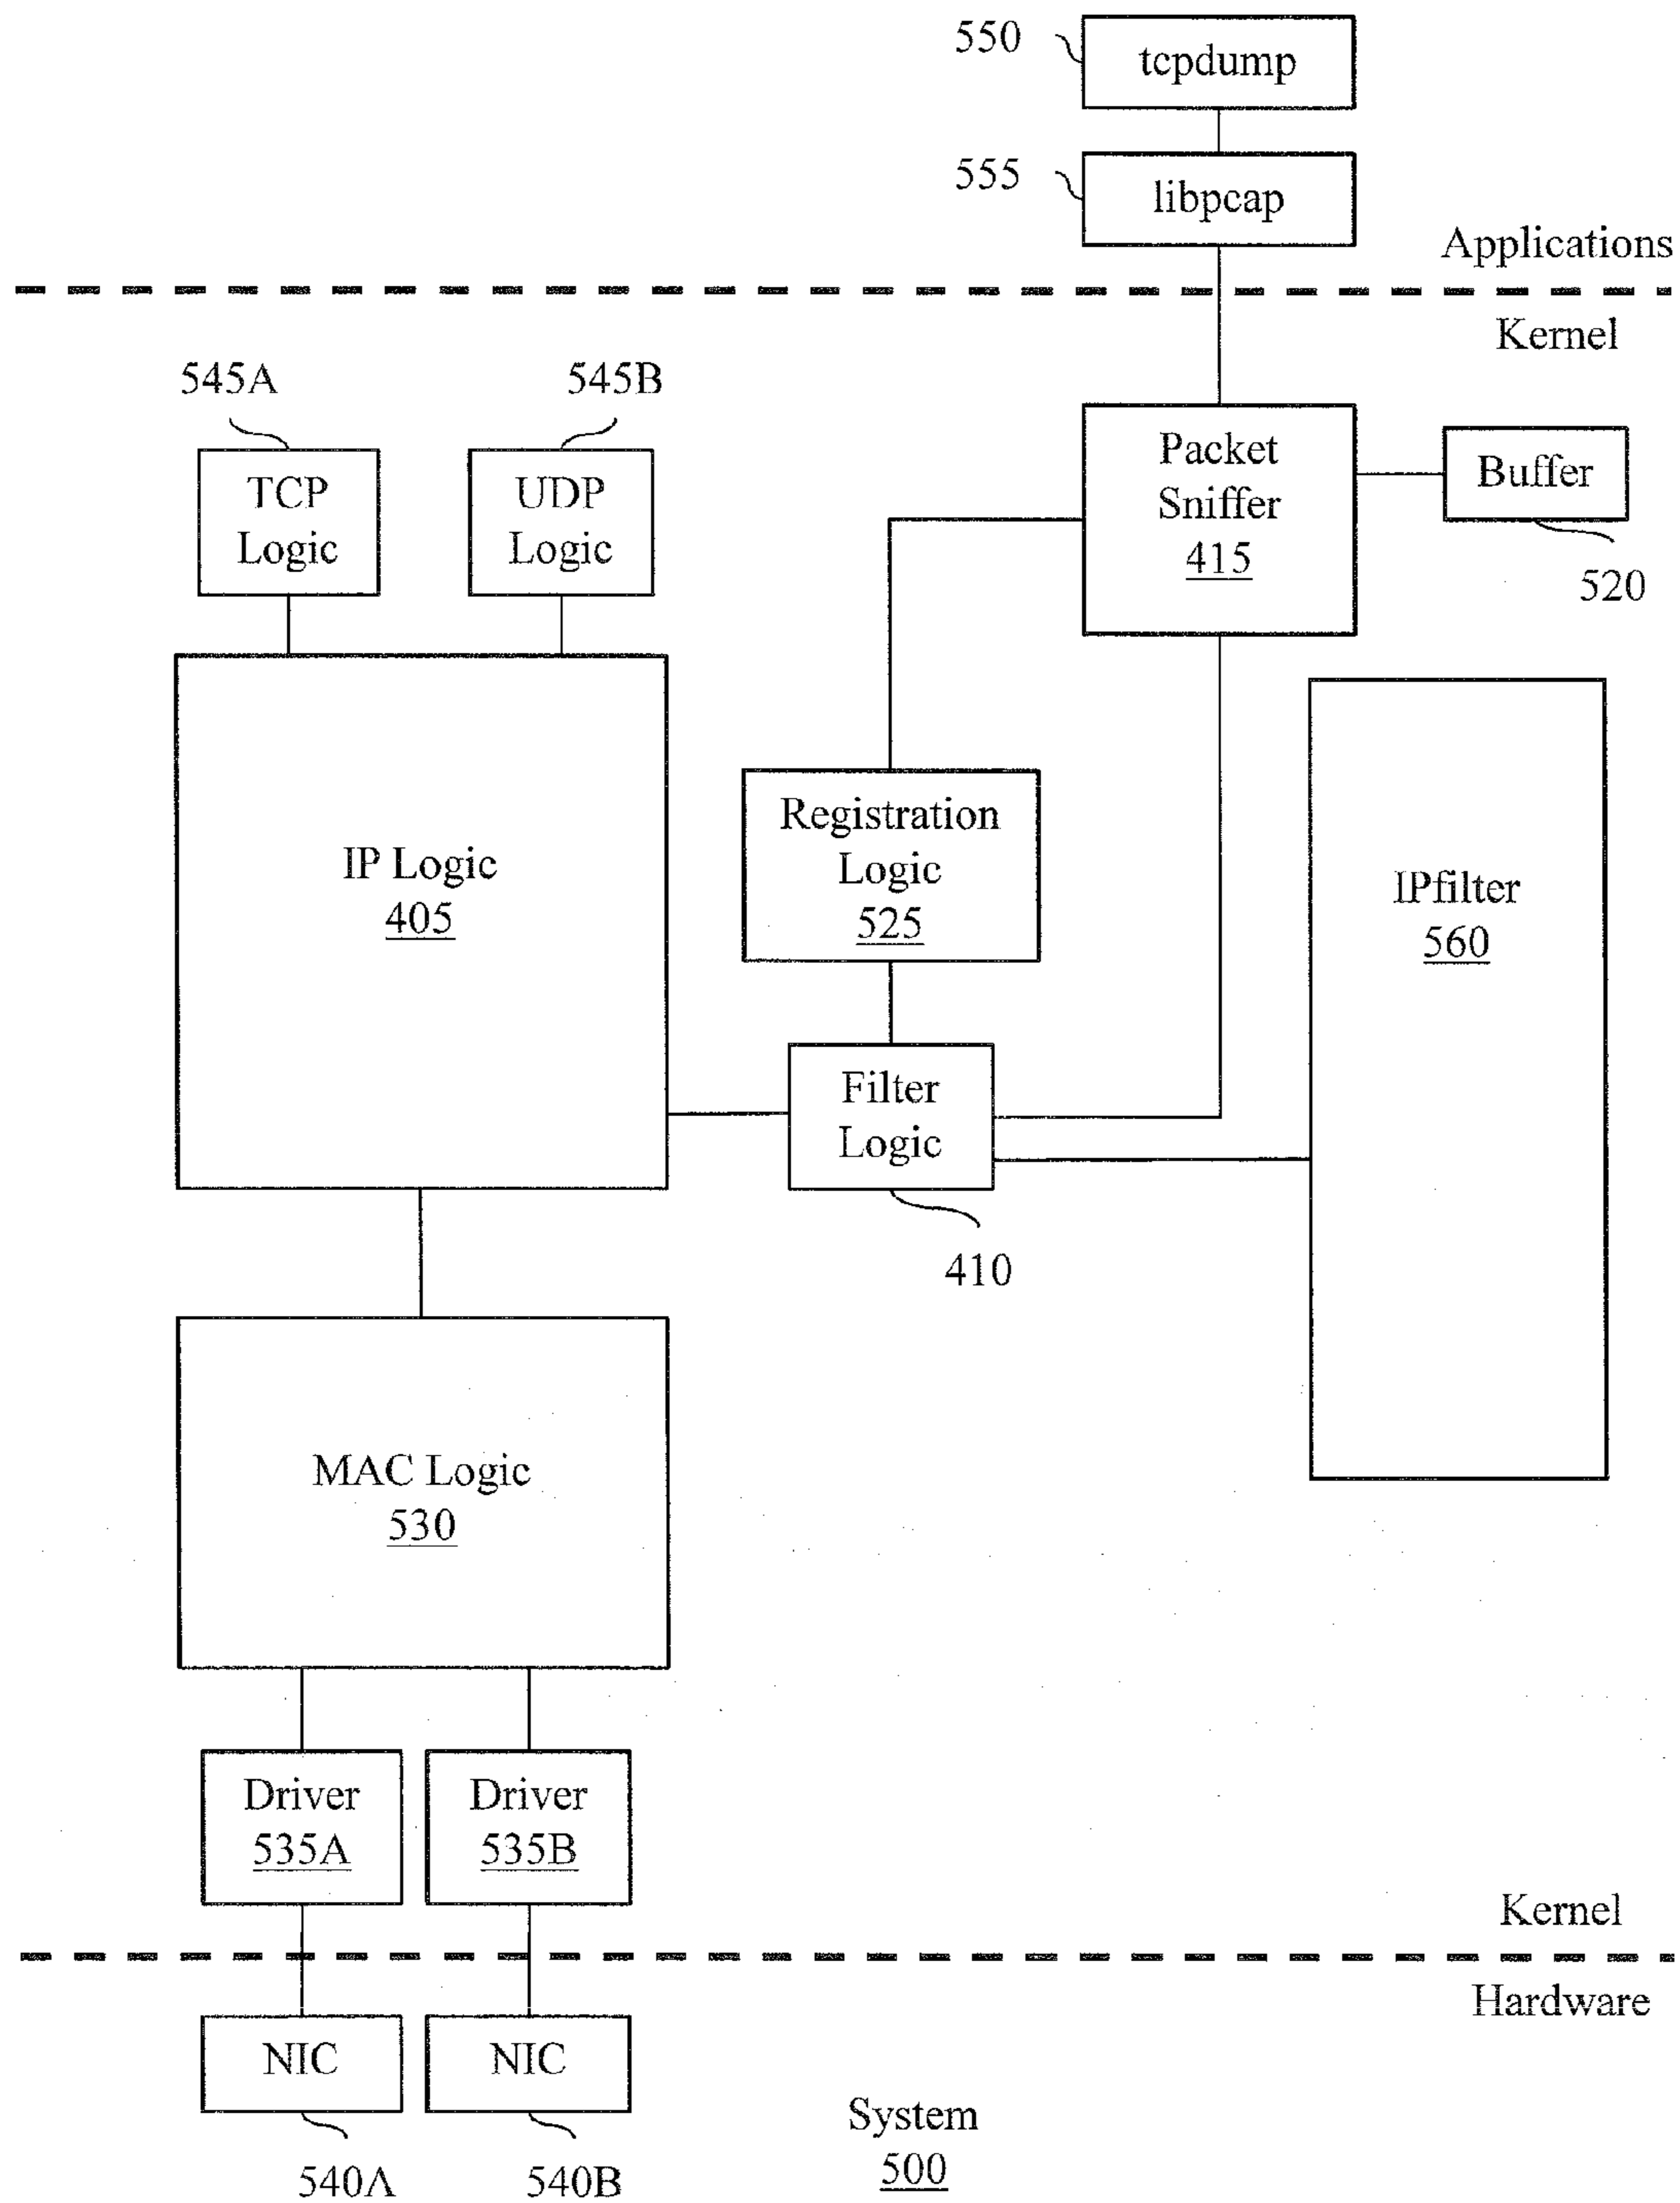 550
tcpdump
555
libpcap
Applications
Kernel
545A
545B
TCP
Logic
UDP
Logic
Packet
Sniffer
415
Buffer
520
IP Logic
405
Registration
Logic
525
IPfilter
560
Filter
Logic
410
MAC Logic
530
Driver
535A
Driver
535B
Kernel
Hardware
NIC
NIC
540A
540B
System
500